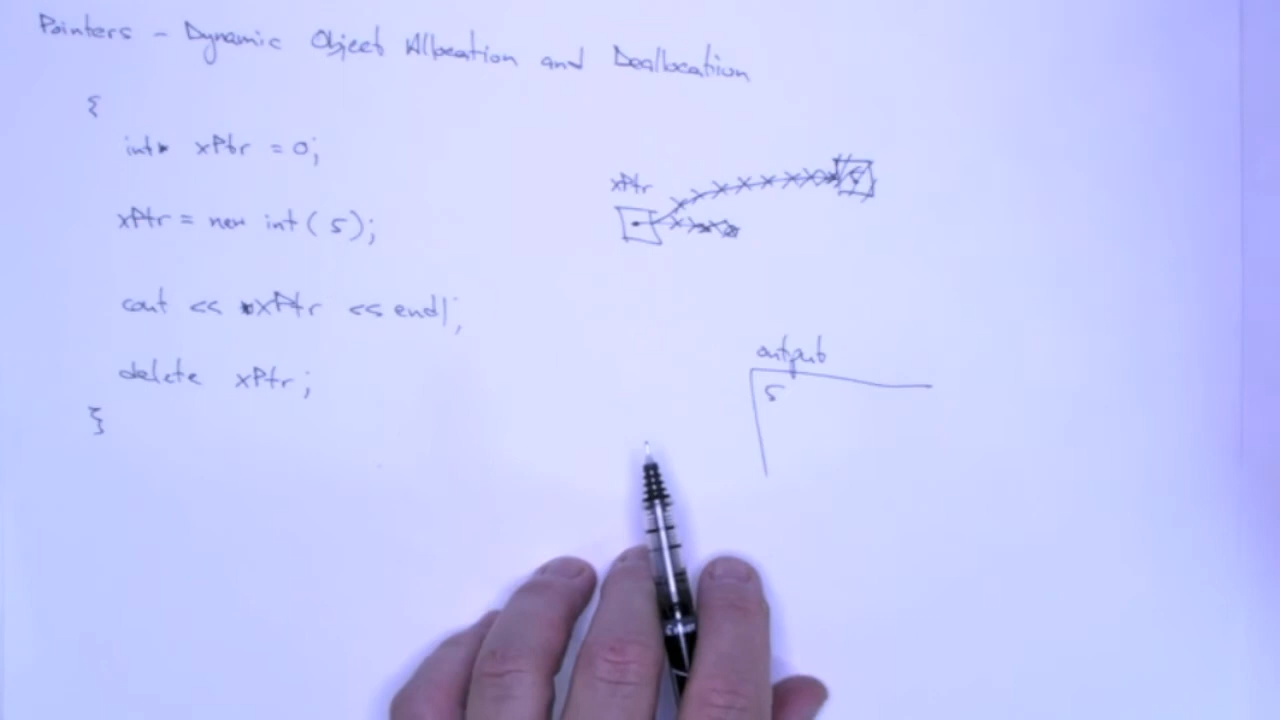 Pointers - Dynamic Object Allocation and Deallocation
{
int* xPtr = 0;
xPtr = new int( 5);
cout << *xPtr << endl;
delete xPtr;
}
xPtr
5
output
5